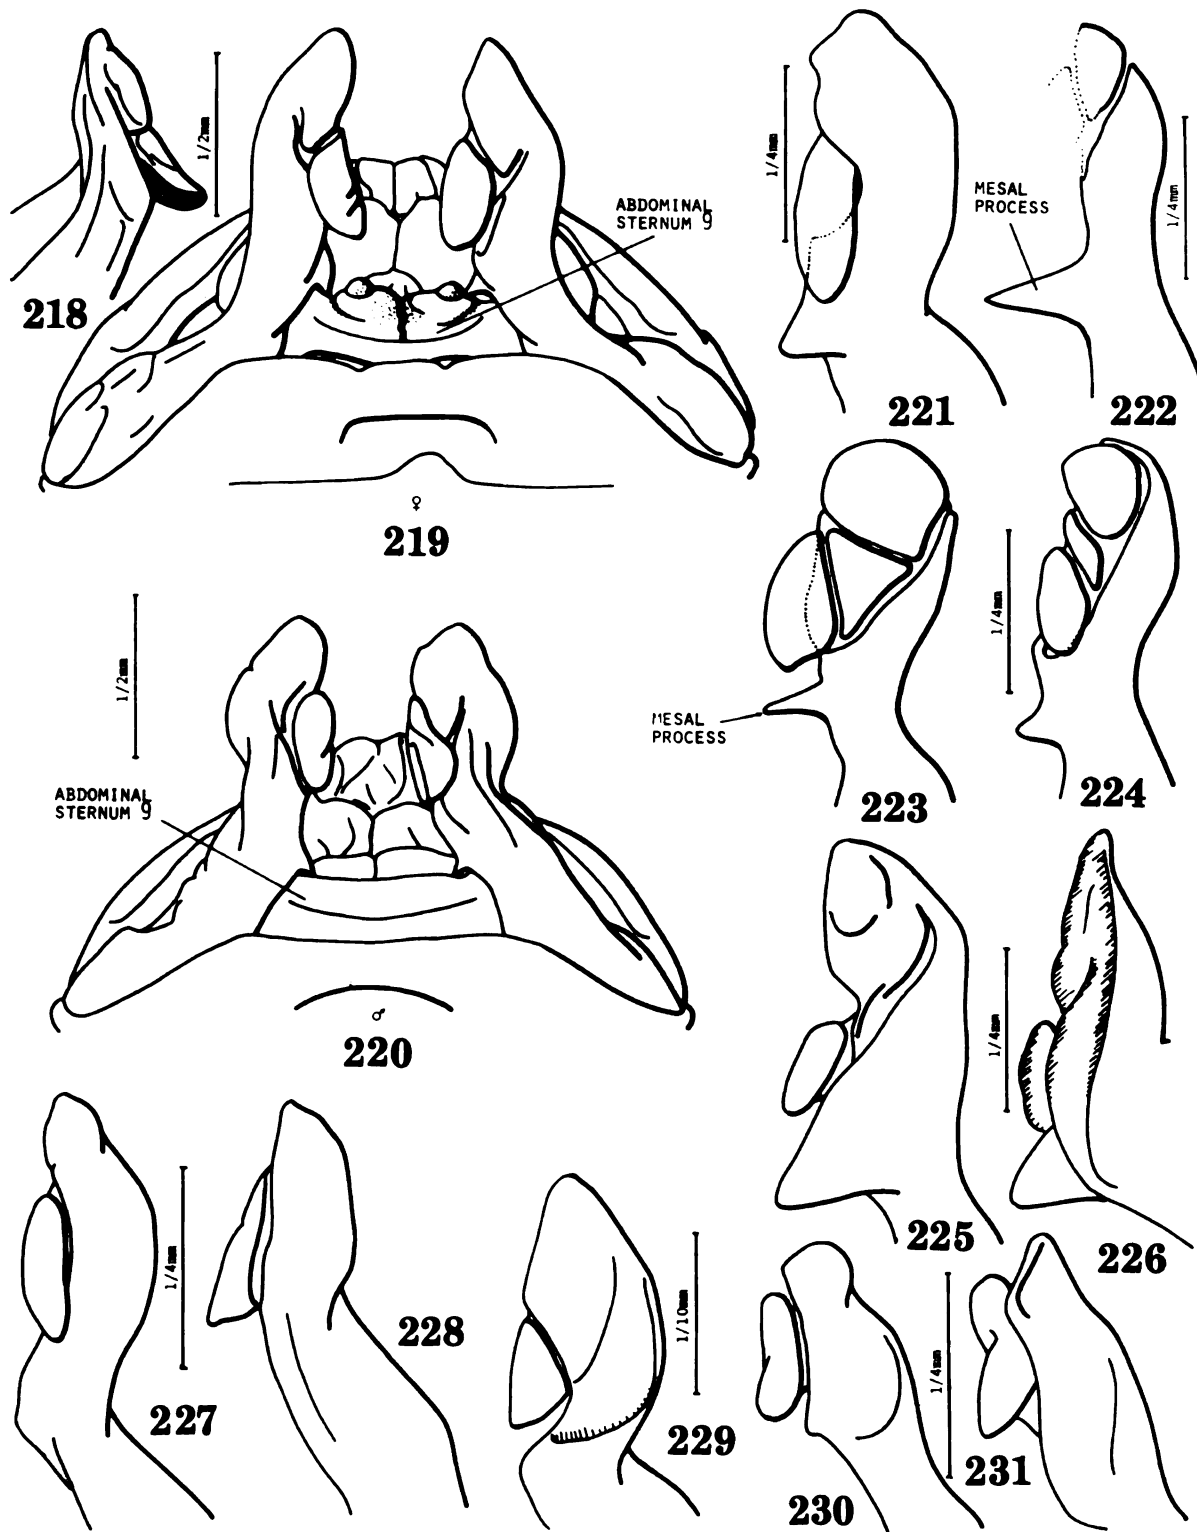 218
1/2mm
ABDOMINAL
STERNUM 9
♀
219
1/4mm
221
MESAL
PROCESS
1/4mm
222
1/2mm
ABDOMINAL
STERNUM 9
♂
220
MESAL
PROCESS
223
1/4mm
224
225
1/4mm
226
227
1/4mm
228
1/10mm
229
230
1/4mm
231